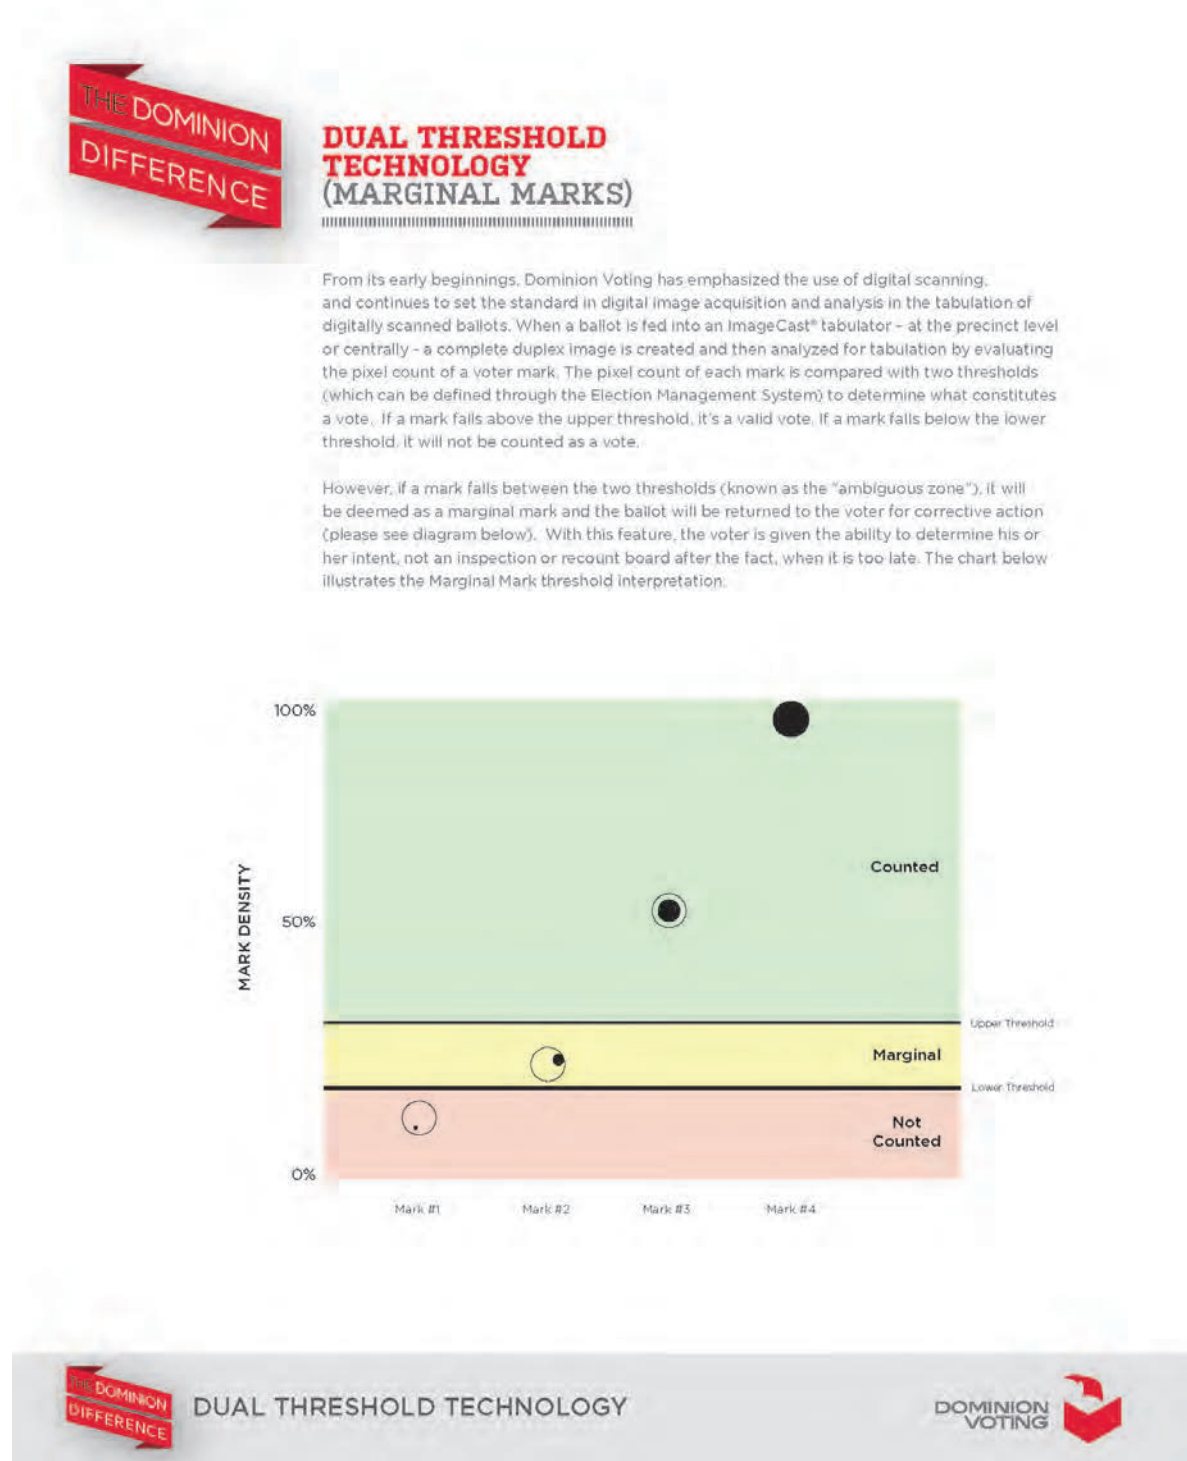 THE DOMINION
DIFFERENCE
DUAL THRESHOLD
TECHNOLOGY
(MARGINAL MARKS)
From its early beginnings, Dominion Voting has emphasized the use of digital scanning,
and continues to set the standard in digital image acquisition and analysis in the tabulation of
digitally scanned ballots. When a ballot is fed into an ImageCast® tabulator - at the precinct level
or centrally - a complete duplex image is created and then analyzed for tabulation by evaluating
the pixel count of a voter mark. The pixel count of each mark is compared with two thresholds
(which can be defined through the Election Management System) to determine what constitutes
a vote. If a mark falls above the upper threshold, it's a valid vote. If a mark falls below the lower
threshold, it will not be counted as a vote.
However, if a mark falls between the two thresholds (known as the "ambiguous zone"), it will
be deemed as a marginal mark and the ballot will be returned to the voter for corrective action
(please see diagram below). With this feature, the voter is given the ability to determine his or
her intent, not an inspection or recount board after the fact, when it is too late. The chart below
illustrates the Marginal Mark threshold interpretation.
100%
Counted
MARK DENSITY
50%
Upper Threshold
Marginal
Lower Threshold
Not
Counted
0%
Mark #1
Mark #2
Mark #3
Mark #4
THE DOMINION
DIFFERENCE
DUAL THRESHOLD TECHNOLOGY
DOMINION
VOTING